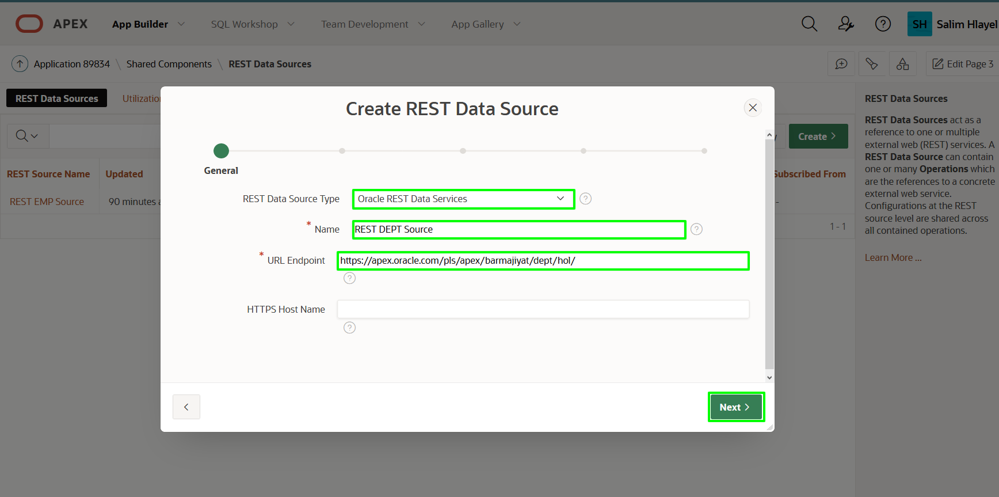 APEX App Builder SQL Workshop Team Development App Gallery SH Salim Hlayel
Application 89834 \ Shared Components \ REST Data Sources Edit Page 3
REST Data Sources Utilization
Create REST Data Source
REST Data Sources
REST Data Sources act as a
reference to one or multiple
external web (REST) services. A
REST Data Source can contain
one or many Operations which
are the references to a concrete
external web service.
Configurations at the REST
source level are shared across
all contained operations.
Learn More ...
Create
General
REST Source Name Updated Subscribed From
REST EMP Source 90 minutes a -
1 - 1
REST Data Source Type Oracle REST Data Services ?
* Name REST DEPT Source ?
* URL Endpoint https://apex.oracle.com/pls/apex/barmajiyat/dept/hol/
?
HTTPS Host Name
?
Next